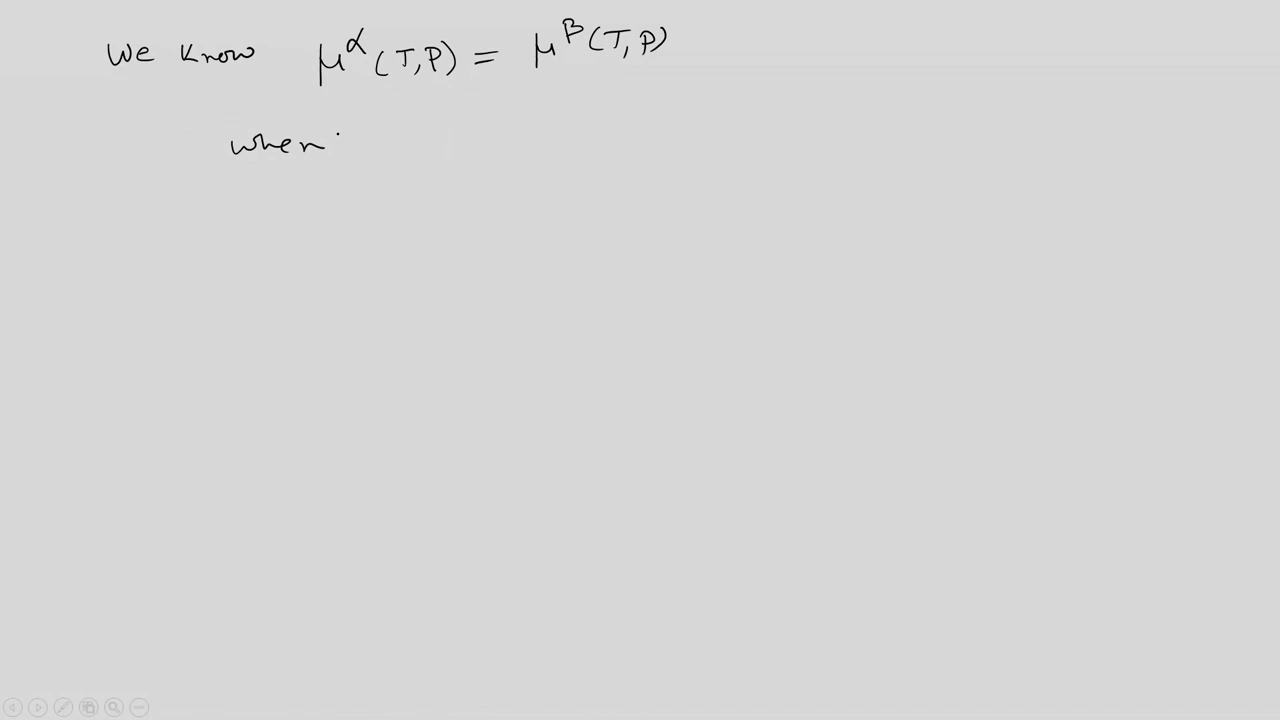 We know μ^α(T,P) = μ^β(T,P)
when